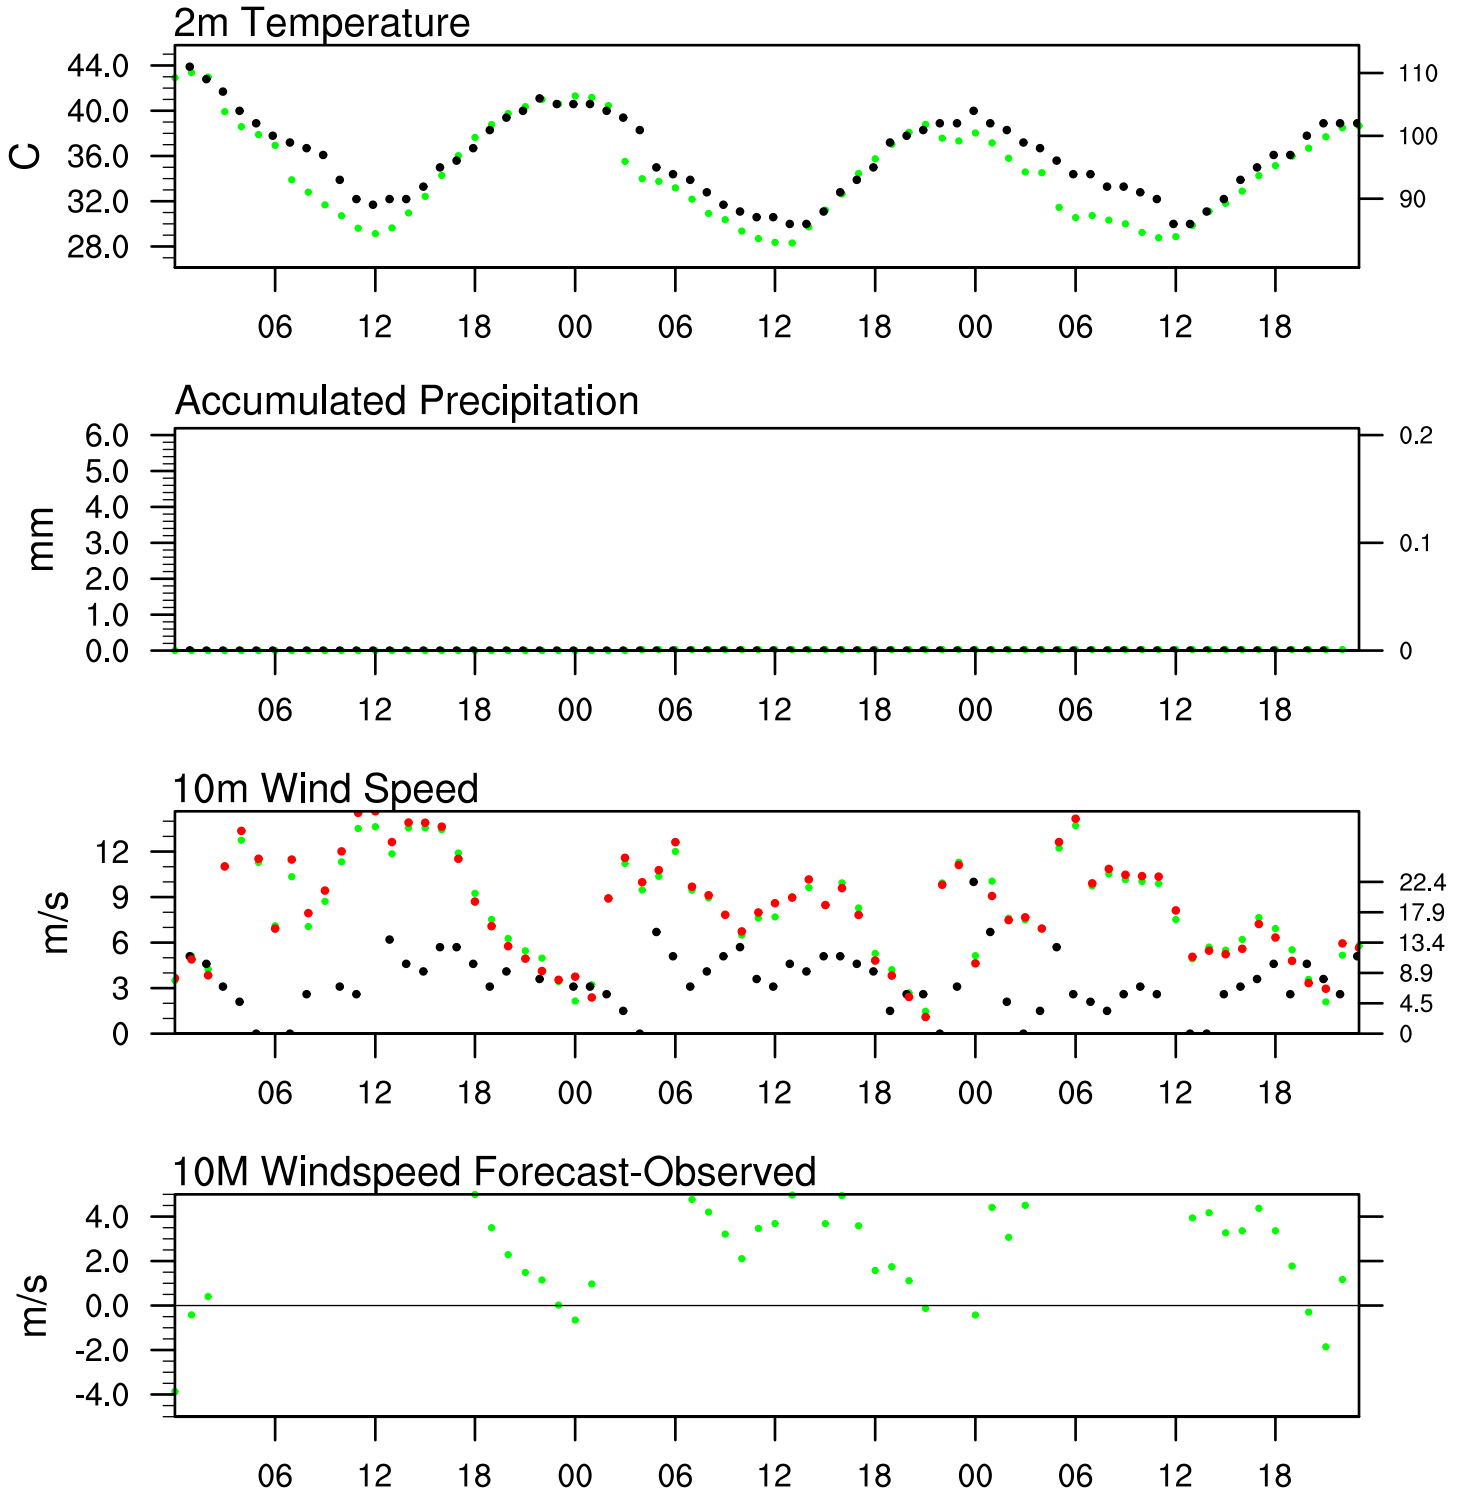 2m Temperature
44.0
40.0
36.0
32.0
28.0
C
110
100
90
06 12 18 00 06 12 18 00 06 12 18
Accumulated Precipitation
6.0
5.0
4.0
3.0
2.0
1.0
0.0
mm
0.2
0.1
0
06 12 18 00 06 12 18 00 06 12 18
10m Wind Speed
12
9
6
3
0
m/s
22.4
17.9
13.4
8.9
4.5
0
06 12 18 00 06 12 18 00 06 12 18
10M Windspeed Forecast-Observed
4.0
2.0
0.0
-2.0
-4.0
m/s
06 12 18 00 06 12 18 00 06 12 18